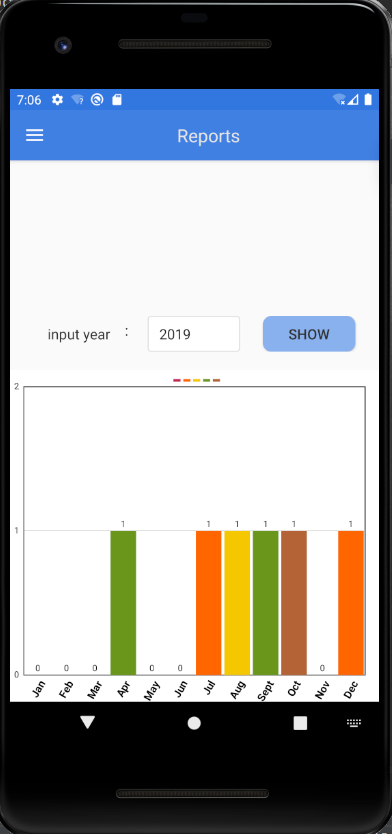 7:06
Reports
input year : 2019 SHOW
2
1 1 1 1 1 1 1
0 0 0 0 0 0 0
Jan Feb Mar Apr May Jun Jul Aug Sept Oct Nov Dec